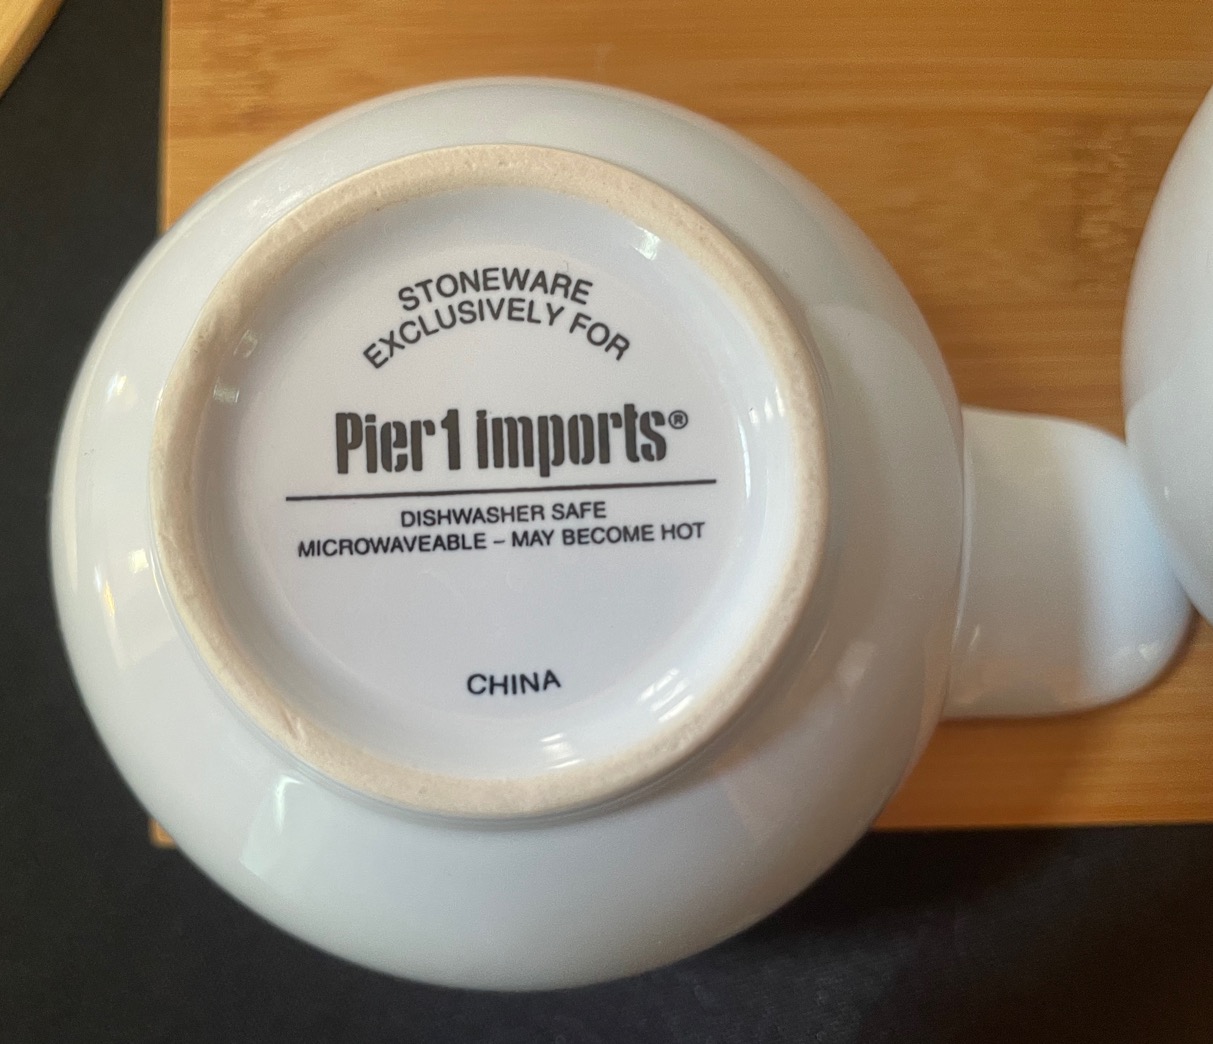 STONEWARE
EXCLUSIVELY FOR
Pier 1 imports®
DISHWASHER SAFE
MICROWAVEABLE – MAY BECOME HOT
CHINA